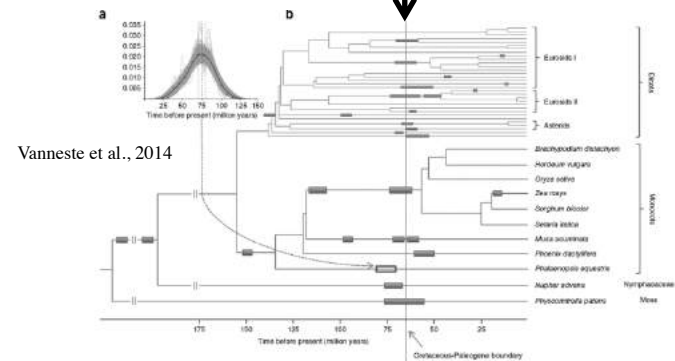 a
b
0.035
0.030
0.025
0.020
0.015
0.010
0.005
25 50 75 100 125 150
Time before present (million years)
Eurosids I
Eurosids II
Asterids
Eudicots
Vanneste et al., 2014
Brachypodium distachyon
Hordeum vulgare
Oryza sativa
Zea mays
Sorghum bicolor
Setaria italica
Musa acuminata
Phoenix dactylifera
Phalaenopsis equestris
Monocots
Nuphar advena
Nymphaeaceae
Physcomitrella patens
Moss
175 150 125 100 75 50 25
Time before present (million years)
Cretaceous-Paleogene boundary